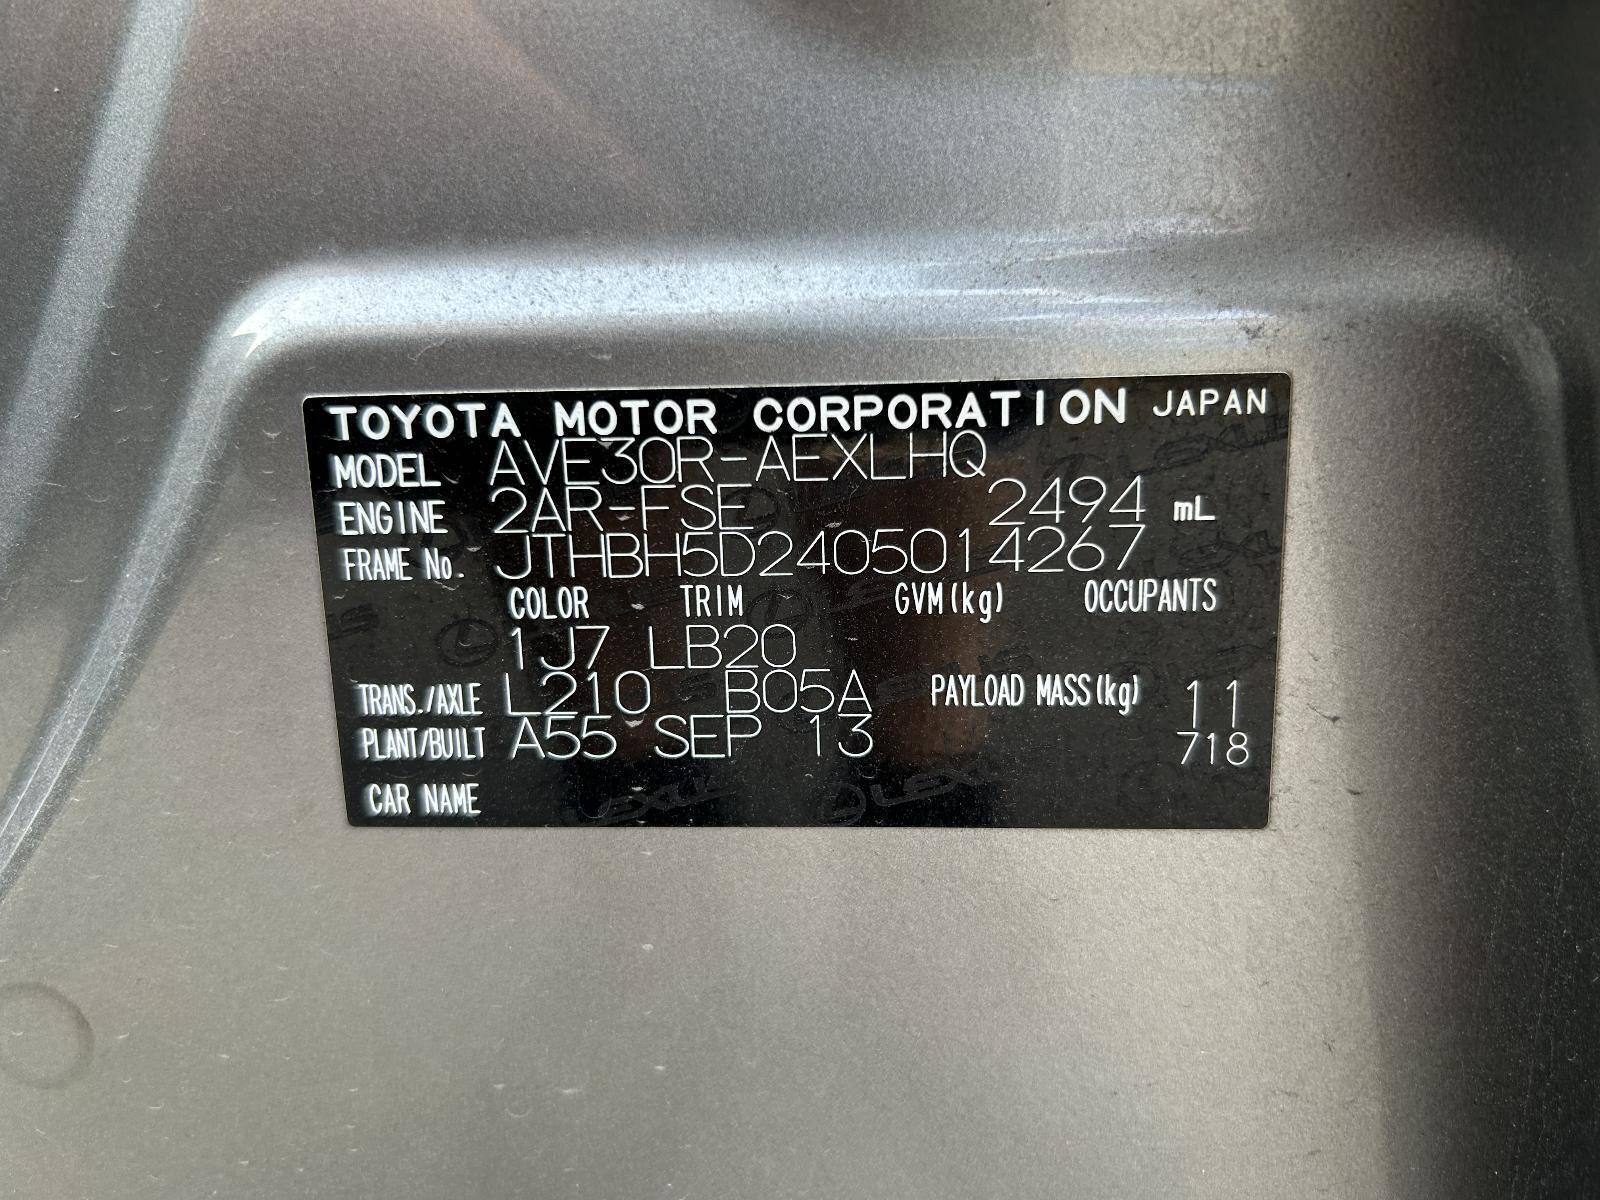 TOYOTA MOTOR CORPORATION JAPAN
MODEL AVE30R-AEXLHQ
ENGINE 2AR-FSE 2494 mL
FRAME No. JTHBH5D2405014267
COLOR TRIM GVM(kg) OCCUPANTS
1J7 LB20
TRANS./AXLE L210 B05A PAYLOAD MASS(kg) 11
PLANT/BUILT A55 SEP 13 718
CAR NAME
LEXUS